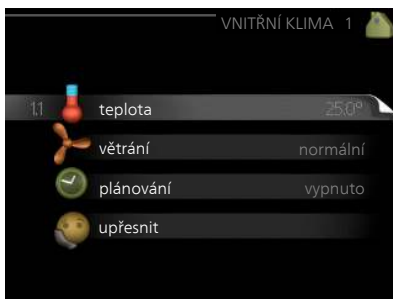 VNITŘNÍ KLIMA 1
1.1 teplota 25.0°
větrání normální
plánování vypnuto
upřesnit